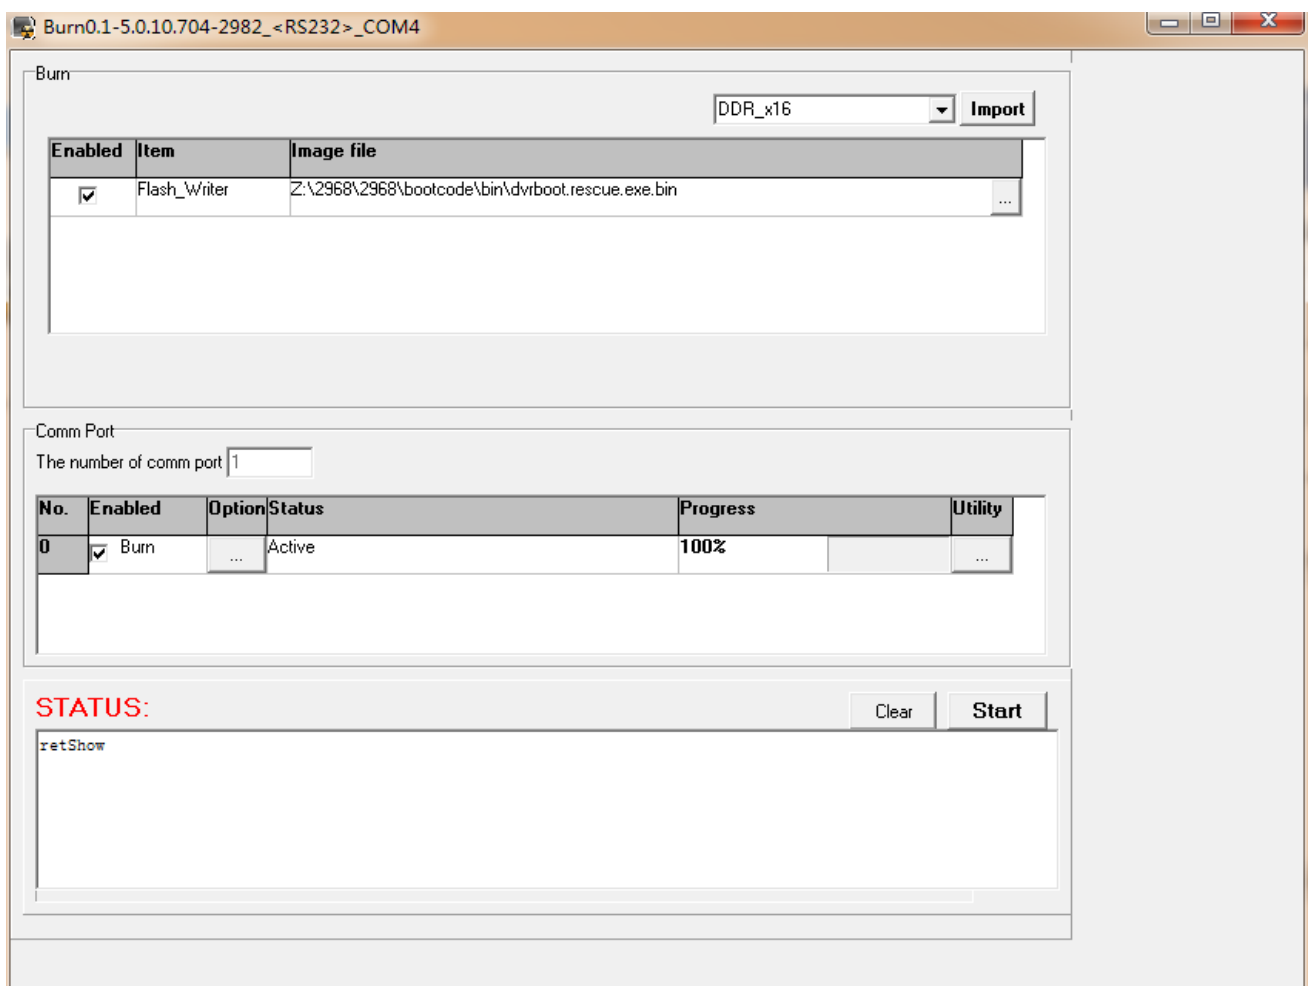 Burn0.1-5.0.10.704-2982_<RS232>_COM4
Burn
DDR_x16 Import
Enabled Item Image file
Flash_Writer Z:\2968\2968\bootcode\bin\dvrboot.rescue.exe.bin ...
Comm Port
The number of comm port 1
No. Enabled Option Status Progress Utility
0 Burn ... Active 100% ...
STATUS:
Clear Start
retShow